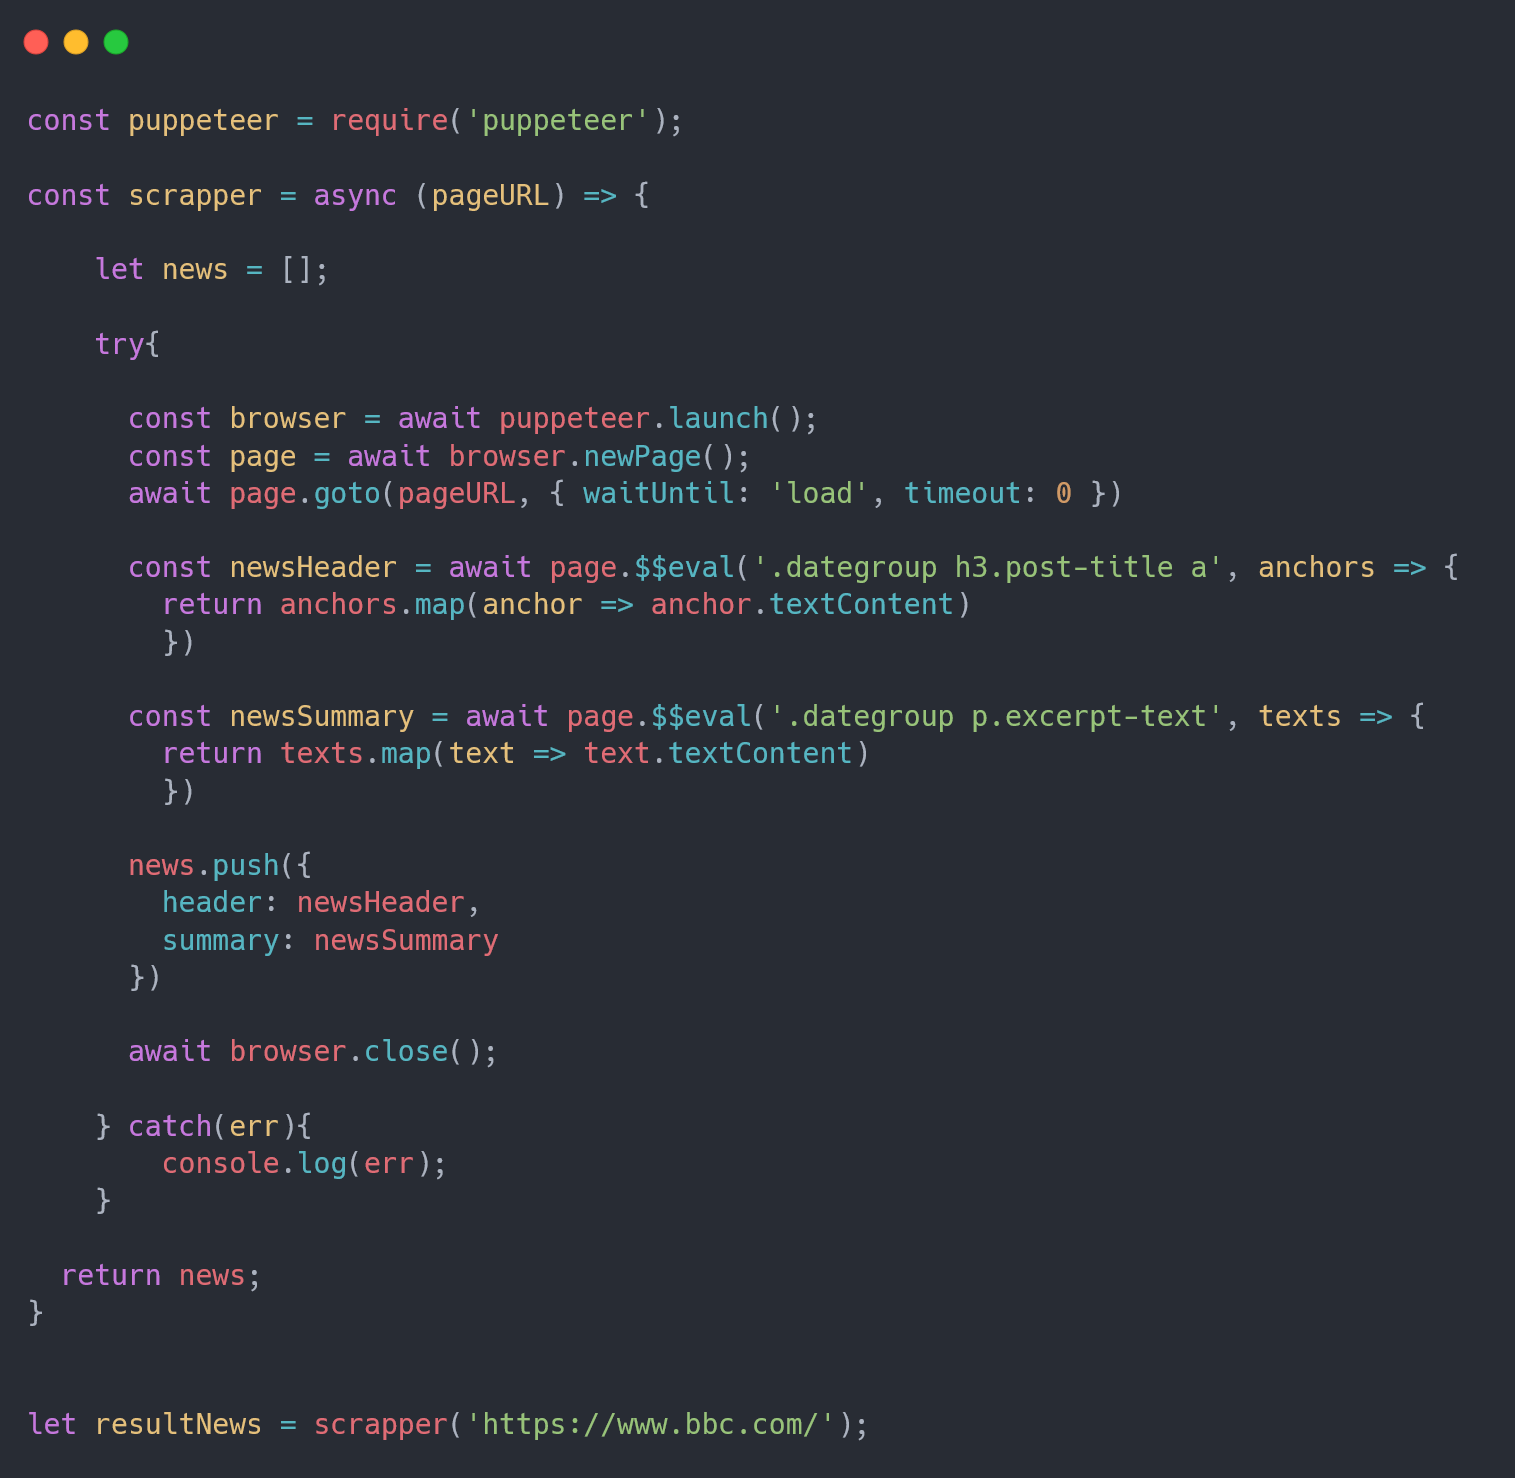 const puppeteer = require('puppeteer');
const scrapper = async (pageURL) => {
let news = [];
try{
const browser = await puppeteer.launch();
const page = await browser.newPage();
await page.goto(pageURL, { waitUntil: 'load', timeout: 0 })
const newsHeader = await page.$$eval('.dategroup h3.post-title a', anchors => {
return anchors.map(anchor => anchor.textContent)
})
const newsSummary = await page.$$eval('.dategroup p.excerpt-text', texts => {
return texts.map(text => text.textContent)
})
news.push({
header: newsHeader,
summary: newsSummary
})
await browser.close();
} catch(err){
console.log(err);
}
return news;
}
let resultNews = scrapper('https://www.bbc.com/');